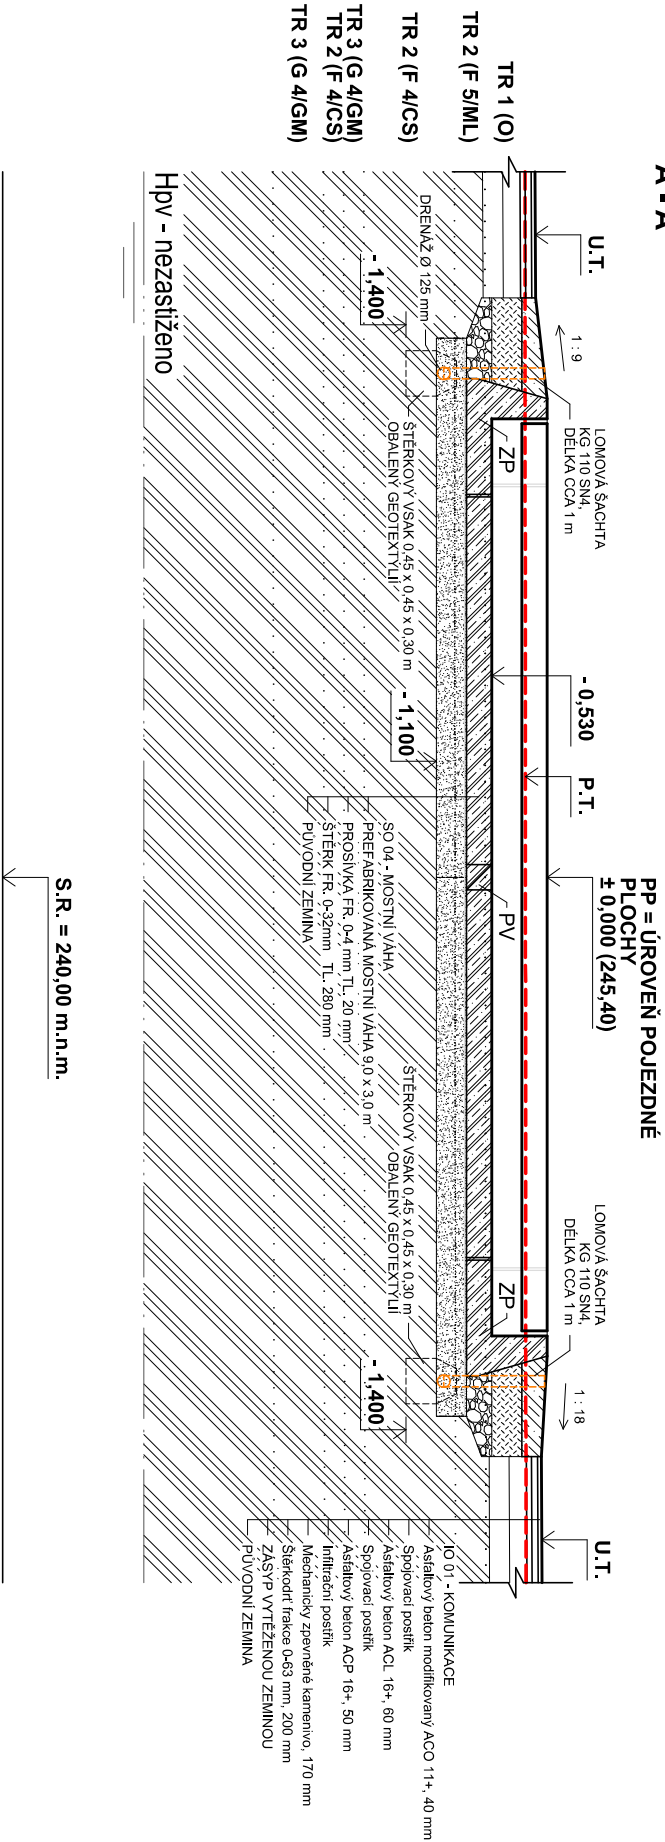 A - A
PP = ÚROVEŇ POJEZDNÉ
PLOCHY
± 0,000 (245,40)
U.T.
1 : 9
LOMOVÁ ŠACHTA
KG 110 SN4,
DÉLKA CCA 1 m
- 0,530
P.T.
LOMOVÁ ŠACHTA
KG 110 SN4,
DÉLKA CCA 1 m
1 : 18
U.T.
TR 1 (O)
TR 2 (F 5/ML)
TR 2 (F 4/CS)
TR 3 (G 4/GM)
TR 2 (F 4/CS)
TR 3 (G 4/GM)
ZP
PV
ZP
DRENÁŽ Ø 125 mm
- 1,400
ŠTĚRKOVÝ VSAK 0,45 x 0,45 x 0,30 m
OBALENÝ GEOTEXTÝLIÍ
- 1,100
SO 04 - MOSTNÍ VÁHA
PREFABRIKOVANÁ MOSTNÍ VÁHA 9,0 x 3,0 m
PROSÍVKA FR. 0-4 mm TL. 20 mm
ŠTĚRK FR. 0-32mm TL. 280 mm
PŮVODNÍ ZEMINA
ŠTĚRKOVÝ VSAK 0,45 x 0,45 x 0,30 m
OBALENÝ GEOTEXTÝLIÍ
- 1,400
IO 01 - KOMUNIKACE
Asfaltový beton modifikovaný ACO 11+, 40 mm
Spojovací postřik
Asfaltový beton ACL 16+, 60 mm
Spojovací postřik
Asfaltový beton ACP 16+, 50 mm
Infiltrační postřik
Mechanicky zpevněné kamenivo, 170 mm
Štěrkodrť frakce 0-63 mm, 200 mm
ZÁSYP VYTĚŽENOU ZEMINOU
PŮVODNÍ ZEMINA
Hpv - nezastiženo
S.R. = 240,00 m.n.m.